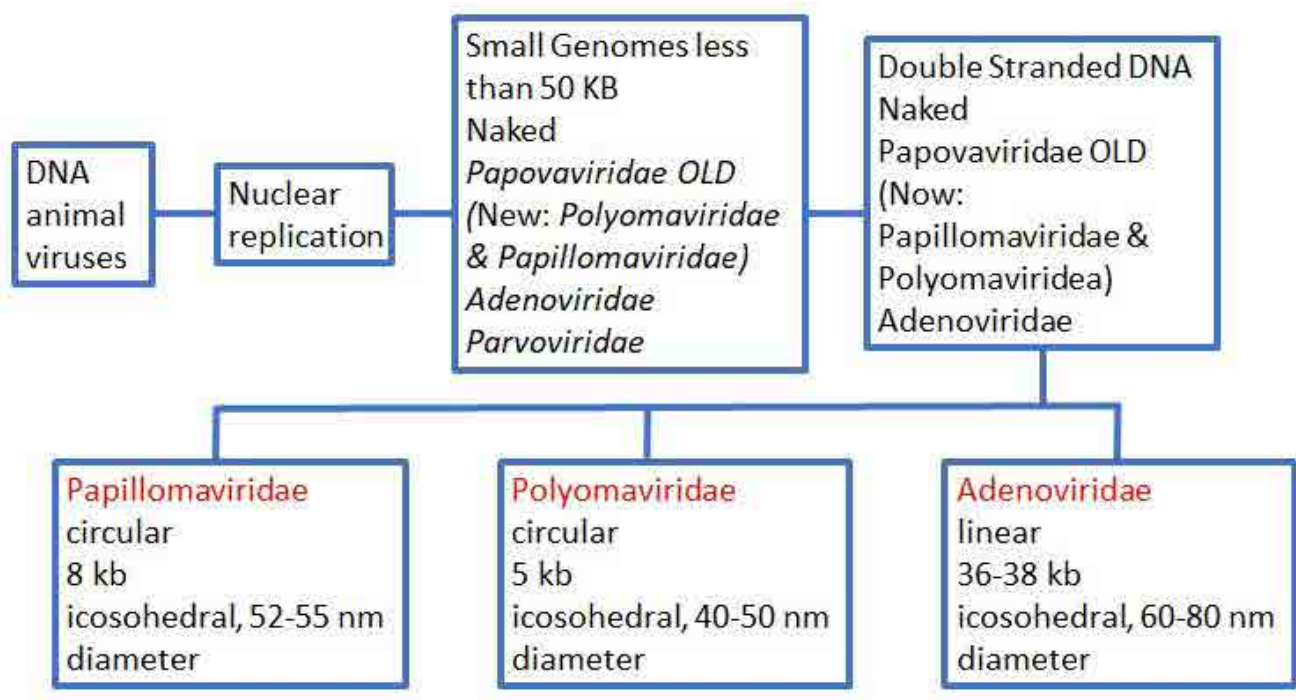 DNA
animal
viruses
Nuclear
replication
Small Genomes less
than 50 KB
Naked
Papovaviridae OLD
(New: Polyomaviridae
& Papillomaviridae)
Adenoviridae
Parvoviridae
Double Stranded DNA
Naked
Papovaviridae OLD
(Now:
Papillomaviridae &
Polyomaviridea)
Adenoviridae
Papillomaviridae
circular
8 kb
icosohedral, 52-55 nm
diameter
Polyomaviridae
circular
5 kb
icosohedral, 40-50 nm
diameter
Adenoviridae
linear
36-38 kb
icosohedral, 60-80 nm
diameter